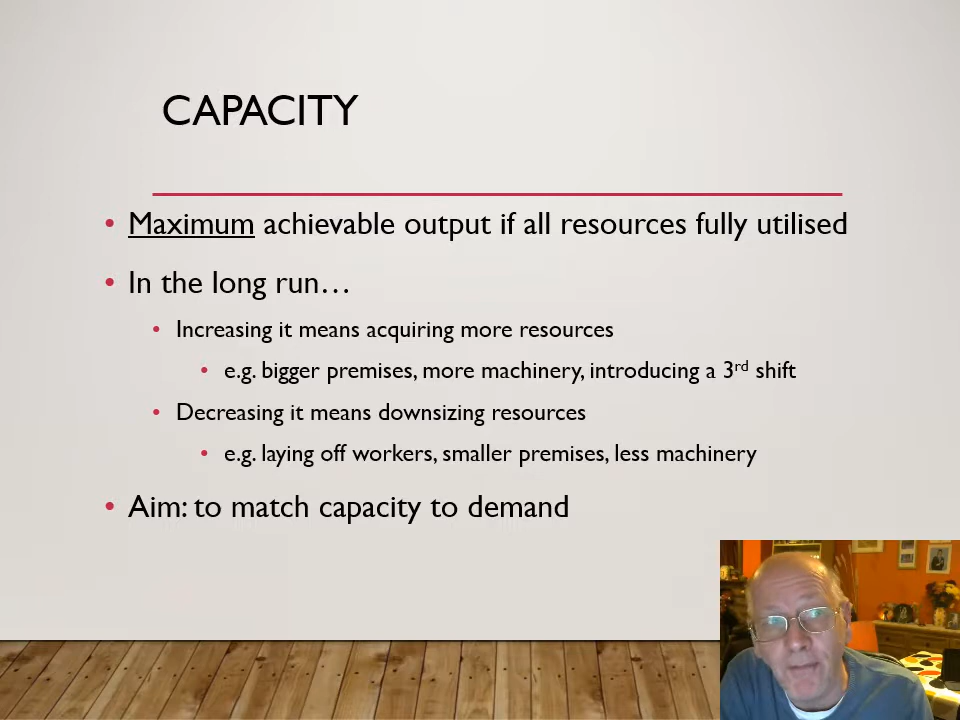 CAPACITY
• Maximum achievable output if all resources fully utilised
• In the long run…
• Increasing it means acquiring more resources
• e.g. bigger premises, more machinery, introducing a 3rd shift
• Decreasing it means downsizing resources
• e.g. laying off workers, smaller premises, less machinery
• Aim: to match capacity to demand